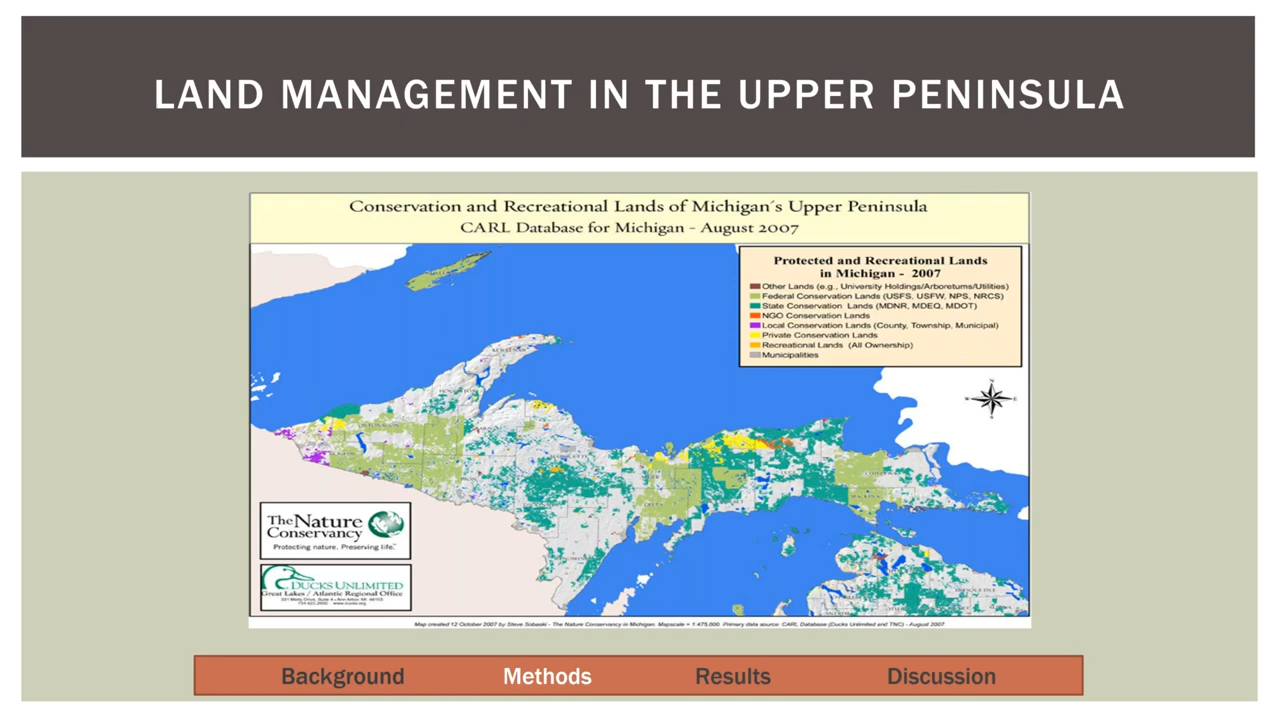 LAND MANAGEMENT IN THE UPPER PENINSULA
Conservation and Recreational Lands of Michigan´s Upper Peninsula
CARL Database for Michigan - August 2007
Protected and Recreational Lands
in Michigan - 2007
Other Lands (e.g., University Holdings/Arboretums/Utilities)
Federal Conservation Lands (USFS, USFW, NPS, NRCS)
State Conservation Lands (MDNR, MDEQ, MDOT)
NGO Conservation Lands
Local Conservation Lands (County, Township, Municipal)
Private Conservation Lands
Recreational Lands (All Ownership)
Municipalities
N
W
E
S
The Nature
Conservancy
Protecting nature. Preserving life.™
DUCKS UNLIMITED
Great Lakes / Atlantic Regional Office
www.ducks.org
Map created 12 October 2007 by Steve Sobaski - The Nature Conservancy in Michigan. Mapscale = 1:475,000. Primary data source: CARL Database (Ducks Unlimited and TNC) - August 2007
Background Methods Results Discussion